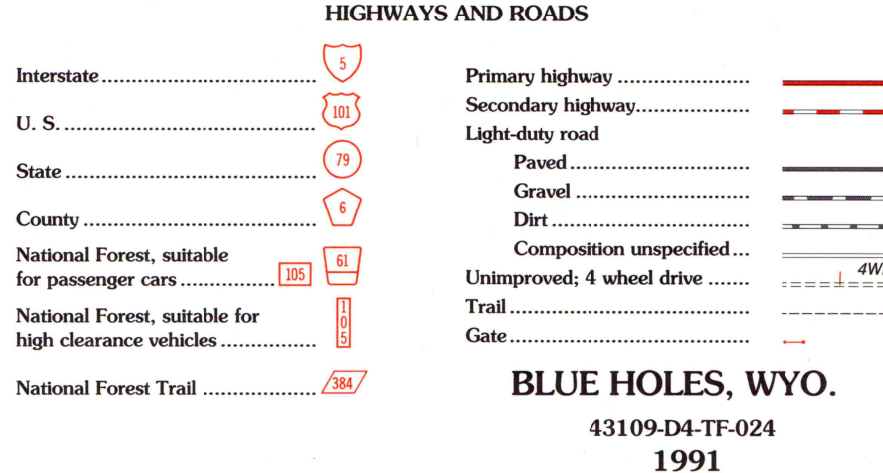 HIGHWAYS AND ROADS
Interstate 5
U. S. 101
State 79
County 6
National Forest, suitable
for passenger cars 105 61
National Forest, suitable for
high clearance vehicles 105
National Forest Trail 384
Primary highway
Secondary highway
Light-duty road
Paved
Gravel
Dirt
Composition unspecified
4W
Unimproved; 4 wheel drive
Trail
Gate
BLUE HOLES, WYO.
43109-D4-TF-024
1991